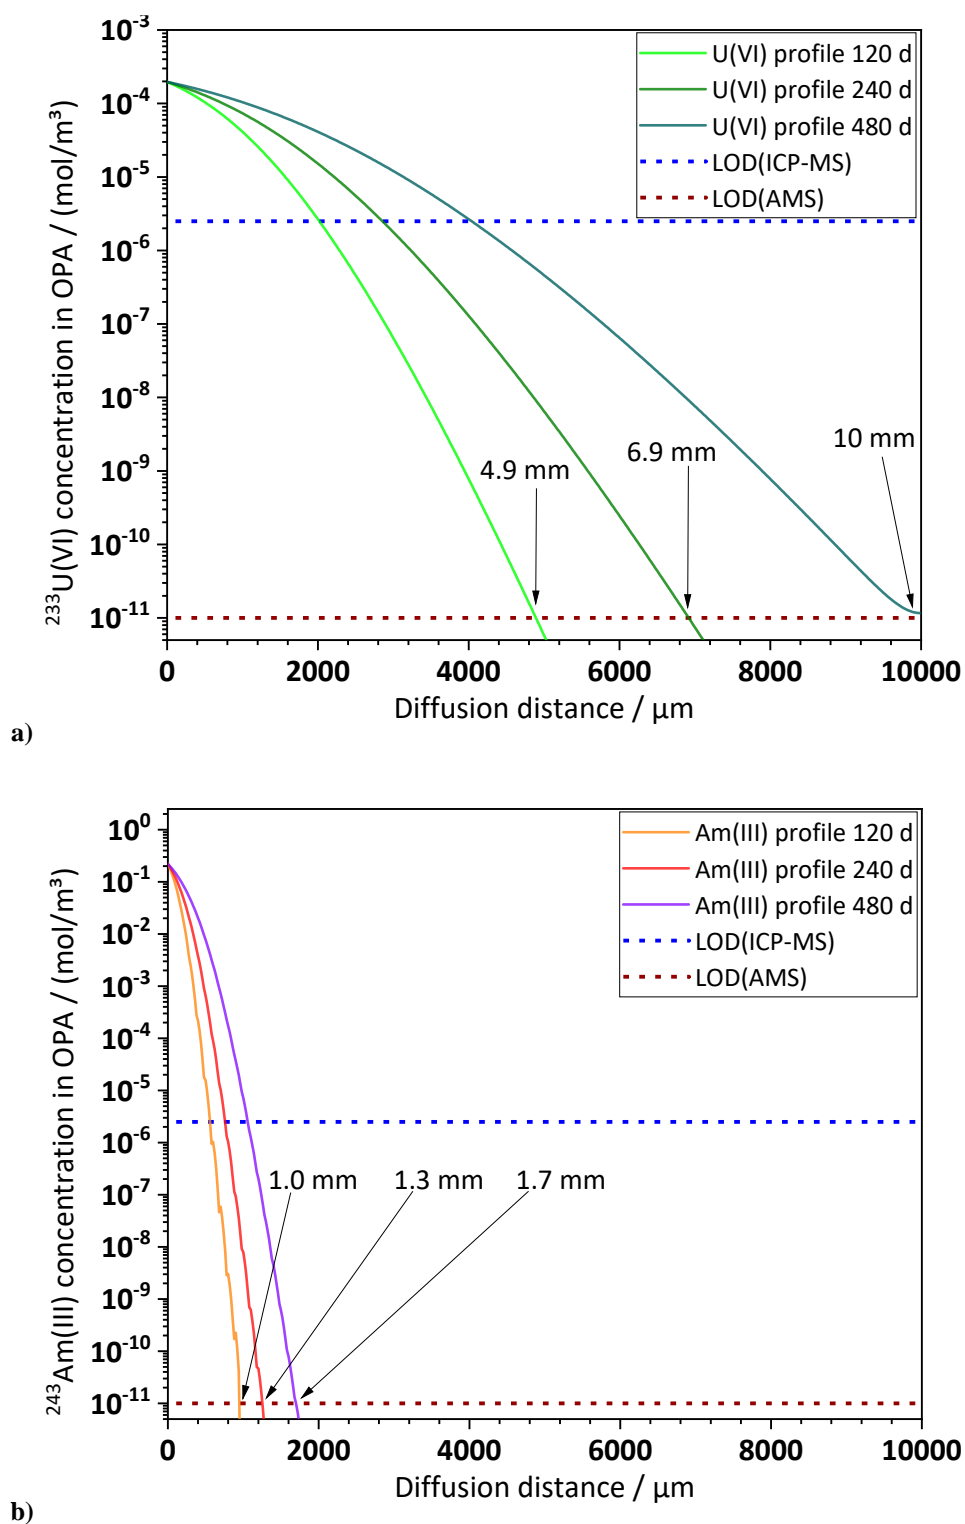 10⁻³
10⁻⁴
10⁻⁵
10⁻⁶
10⁻⁷
10⁻⁸
10⁻⁹
10⁻¹⁰
10⁻¹¹
²³³U(VI) concentration in OPA / (mol/m³)
U(VI) profile 120 d
U(VI) profile 240 d
U(VI) profile 480 d
LOD(ICP-MS)
LOD(AMS)
4.9 mm
6.9 mm
10 mm
0 2000 4000 6000 8000 10000
Diffusion distance / µm
a)
10⁰
10⁻¹
10⁻²
10⁻³
10⁻⁴
10⁻⁵
10⁻⁶
10⁻⁷
10⁻⁸
10⁻⁹
10⁻¹⁰
10⁻¹¹
²⁴³Am(III) concentration in OPA / (mol/m³)
Am(III) profile 120 d
Am(III) profile 240 d
Am(III) profile 480 d
LOD(ICP-MS)
LOD(AMS)
1.0 mm
1.3 mm
1.7 mm
0 2000 4000 6000 8000 10000
Diffusion distance / µm
b)